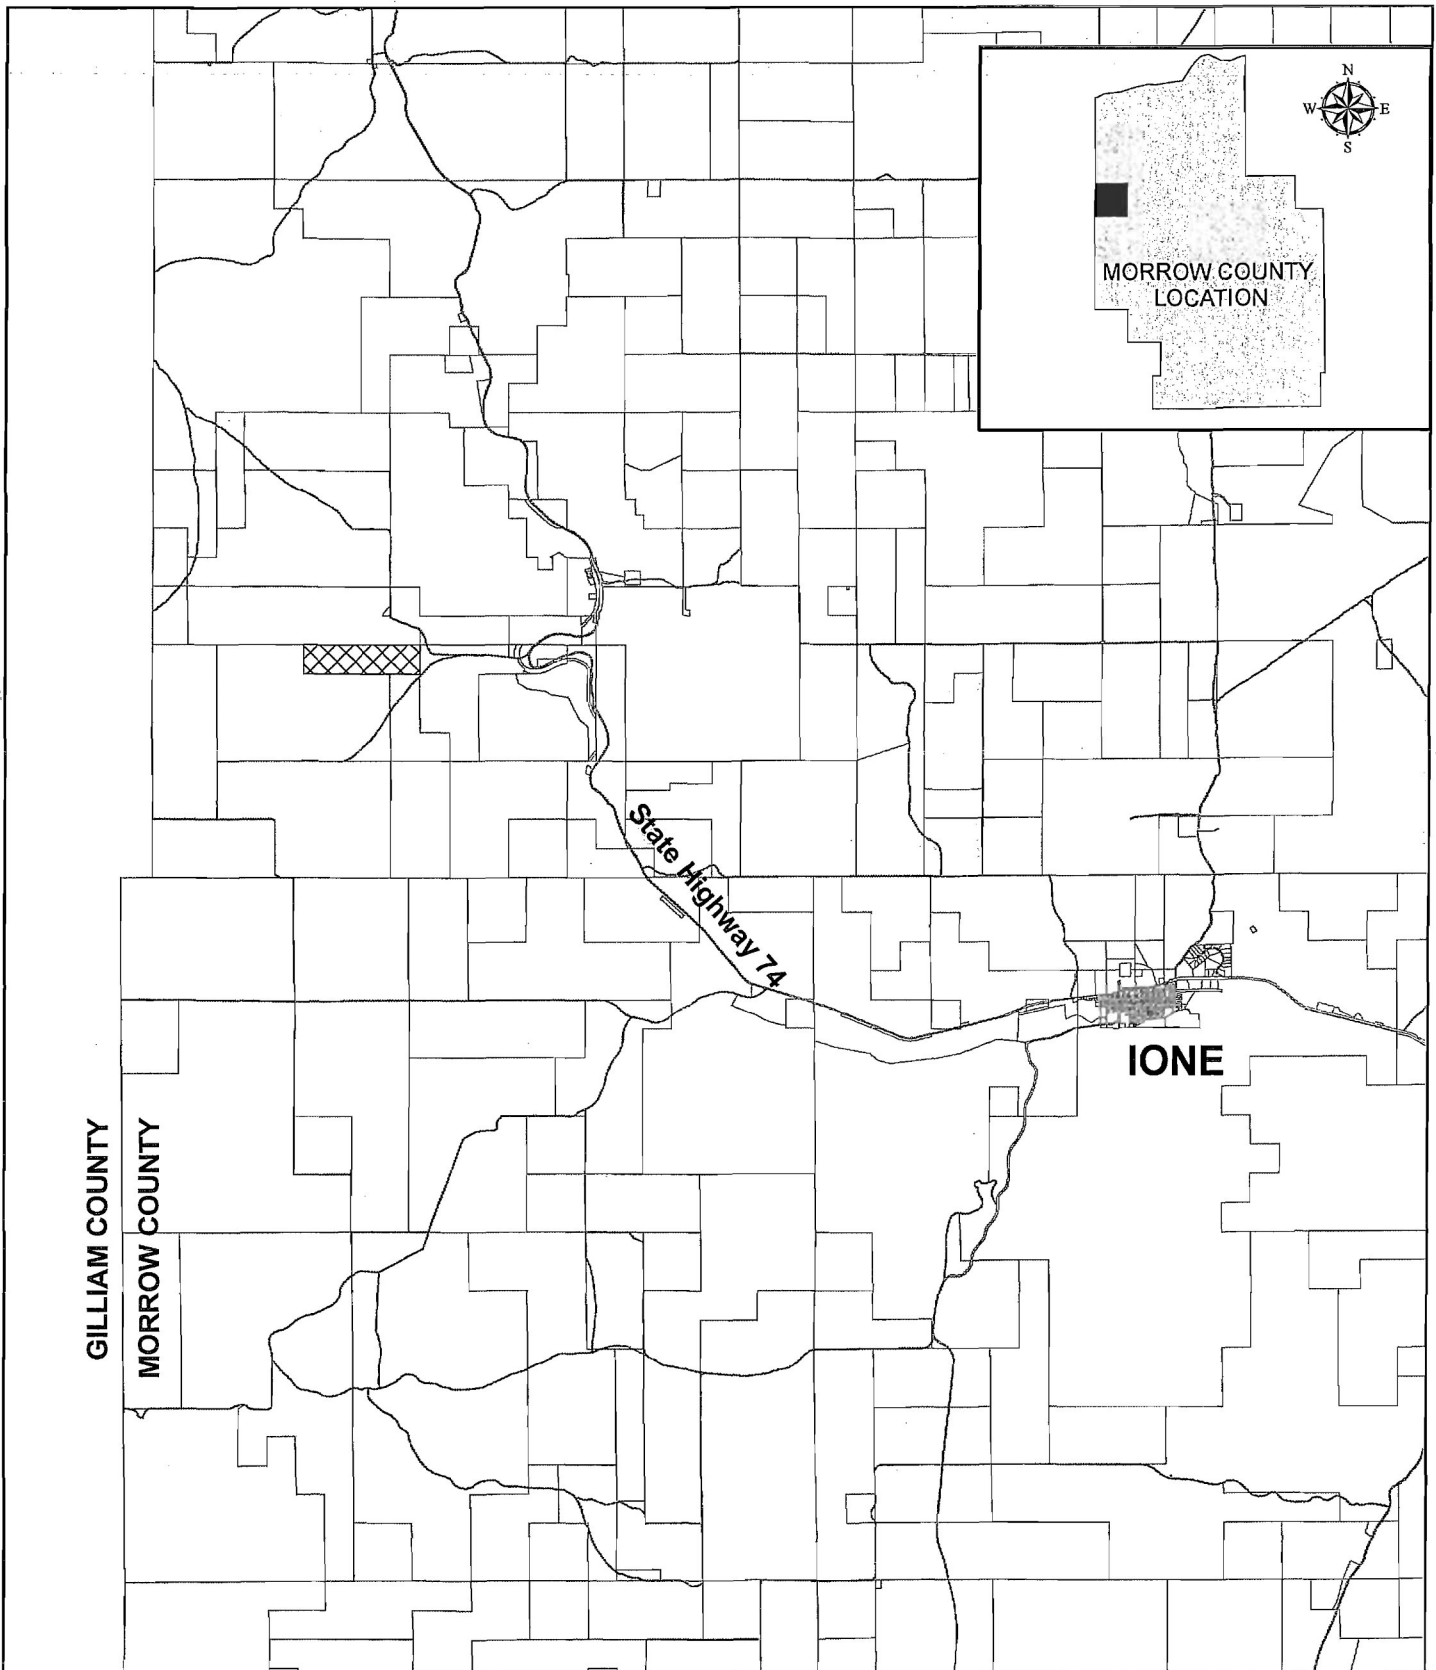 N
W E
S
MORROW COUNTY
LOCATION
State Highway 74
IONE
GILLIAM COUNTY
MORROW COUNTY